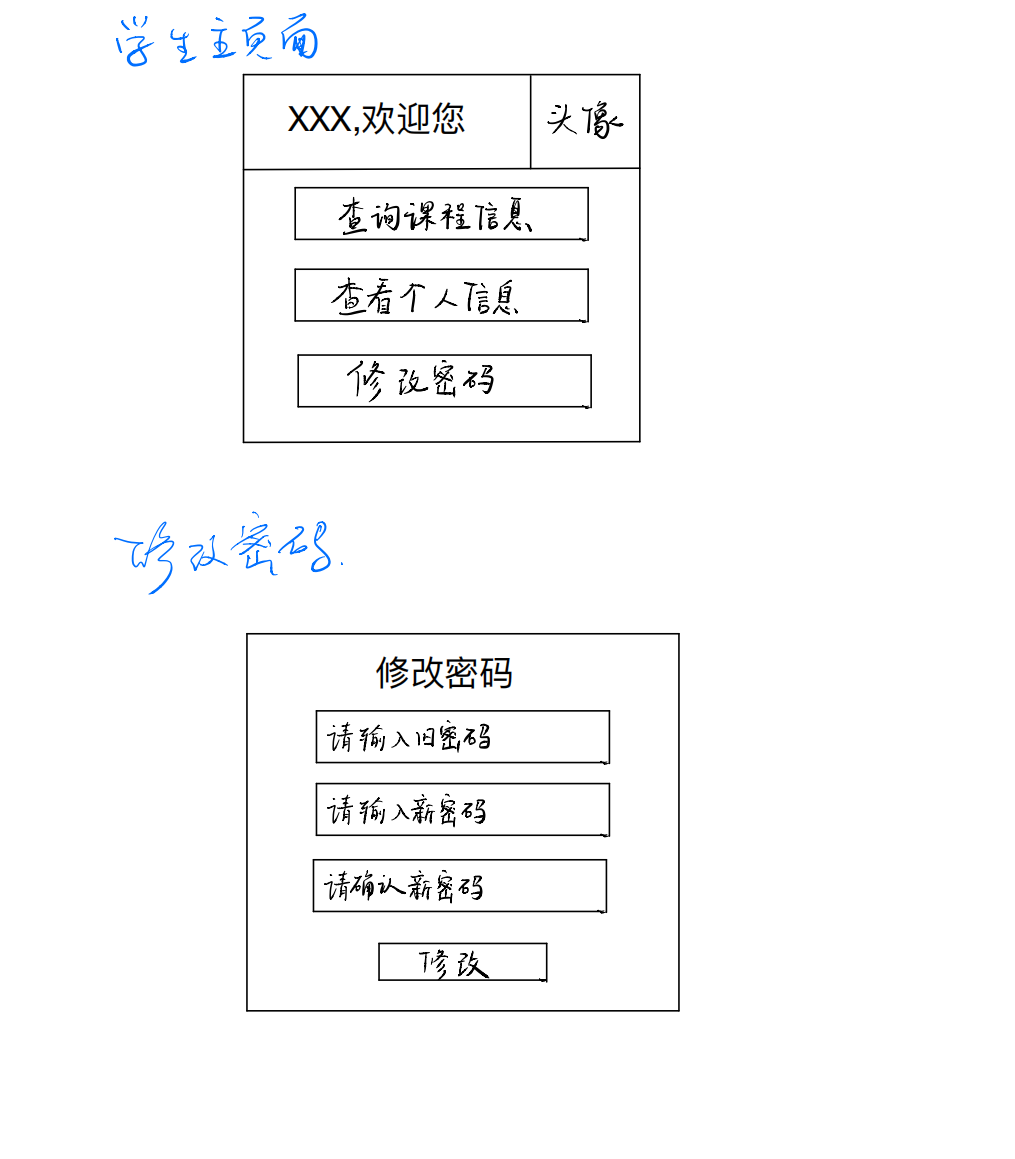 学生主页面
XXX,欢迎您
头像
查询课程信息
查看个人信息
修改密码
修改密码.
修改密码
请输入旧密码
请输入新密码
请确认新密码
修改